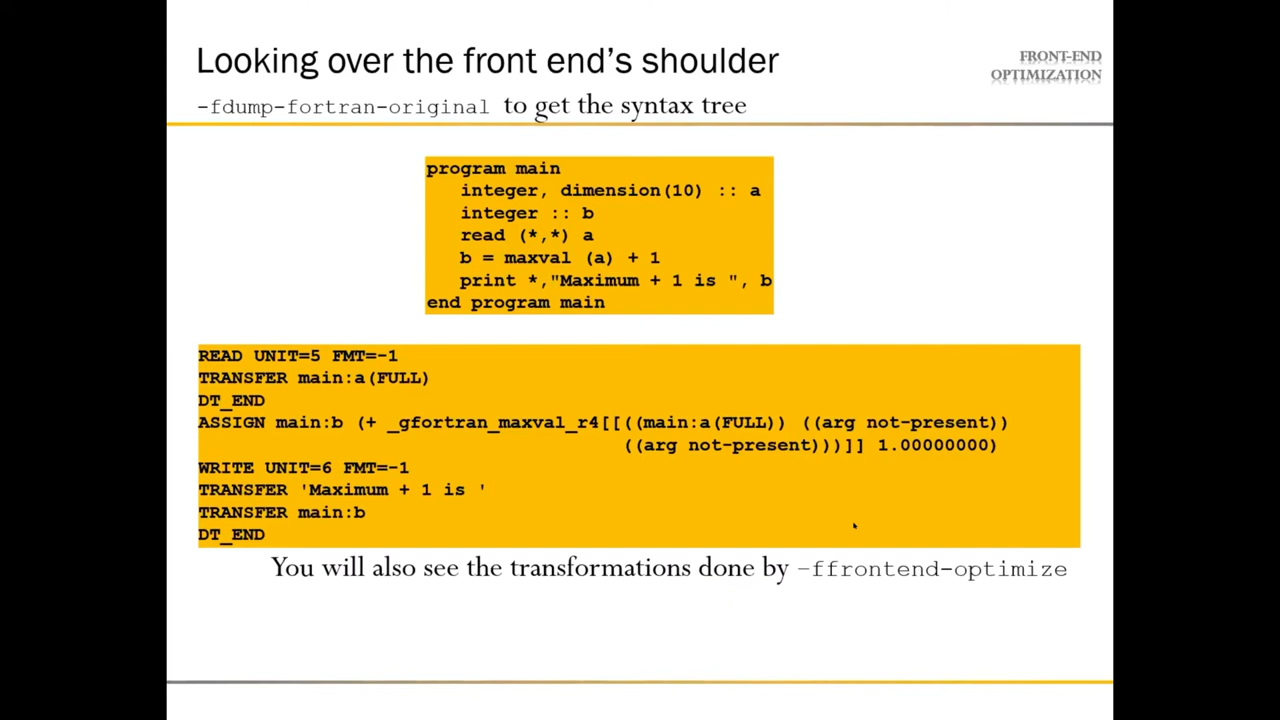 Looking over the front end’s shoulder
FRONT-END
OPTIMIZATION
-fdump-fortran-original to get the syntax tree
program main
integer, dimension(10) :: a
integer :: b
read (*,*) a
b = maxval (a) + 1
print *,"Maximum + 1 is ", b
end program main
READ UNIT=5 FMT=-1
TRANSFER main:a(FULL)
DT_END
ASSIGN main:b (+ _gfortran_maxval_r4[[((main:a(FULL)) ((arg not-present))
((arg not-present)))]] 1.00000000)
WRITE UNIT=6 FMT=-1
TRANSFER 'Maximum + 1 is '
TRANSFER main:b
DT_END
You will also see the transformations done by –ffrontend-optimize